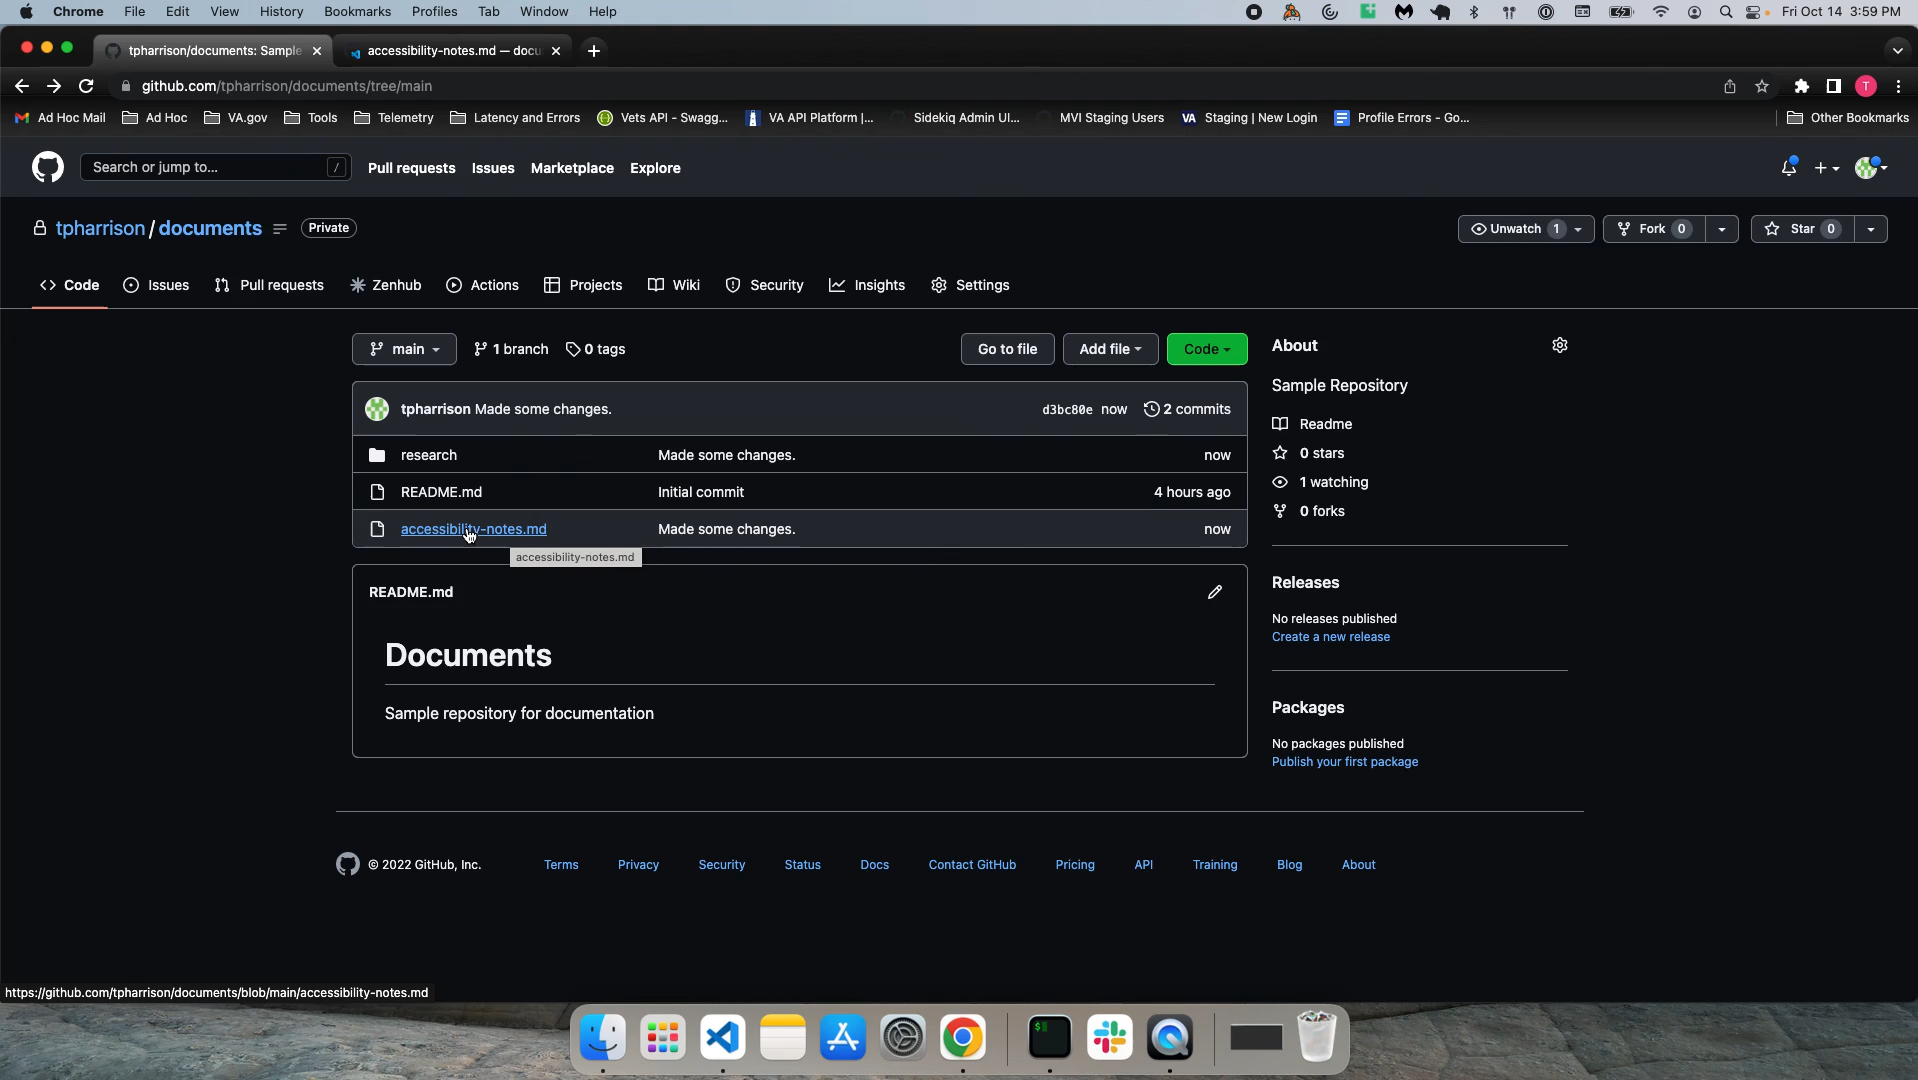 Chrome File Edit View History Bookmarks Profiles Tab Window Help Fri Oct 14 3:59 PM
tpharrison/documents: Sample accessibility-notes.md — docu
github.com/tpharrison/documents/tree/main T
Ad Hoc Mail Ad Hoc VA.gov Tools Telemetry Latency and Errors Vets API - Swagg... VA API Platform |... Sidekiq Admin UI... MVI Staging Users VA Staging | New Login Profile Errors - Go... Other Bookmarks
Search or jump to... / Pull requests Issues Marketplace Explore
tpharrison / documents Private Unwatch 1 Fork 0 Star 0
Code Issues Pull requests Zenhub Actions Projects Wiki Security Insights Settings
main 1 branch 0 tags Go to file Add file Code
tpharrison Made some changes. d3bc80e now 2 commits
research Made some changes. now
README.md Initial commit 4 hours ago
accessibility-notes.md Made some changes. now
accessibility-notes.md
README.md
Documents
Sample repository for documentation
About
Sample Repository
Readme
0 stars
1 watching
0 forks
Releases
No releases published
Create a new release
Packages
No packages published
Publish your first package
© 2022 GitHub, Inc. Terms Privacy Security Status Docs Contact GitHub Pricing API Training Blog About
https://github.com/tpharrison/documents/blob/main/accessibility-notes.md